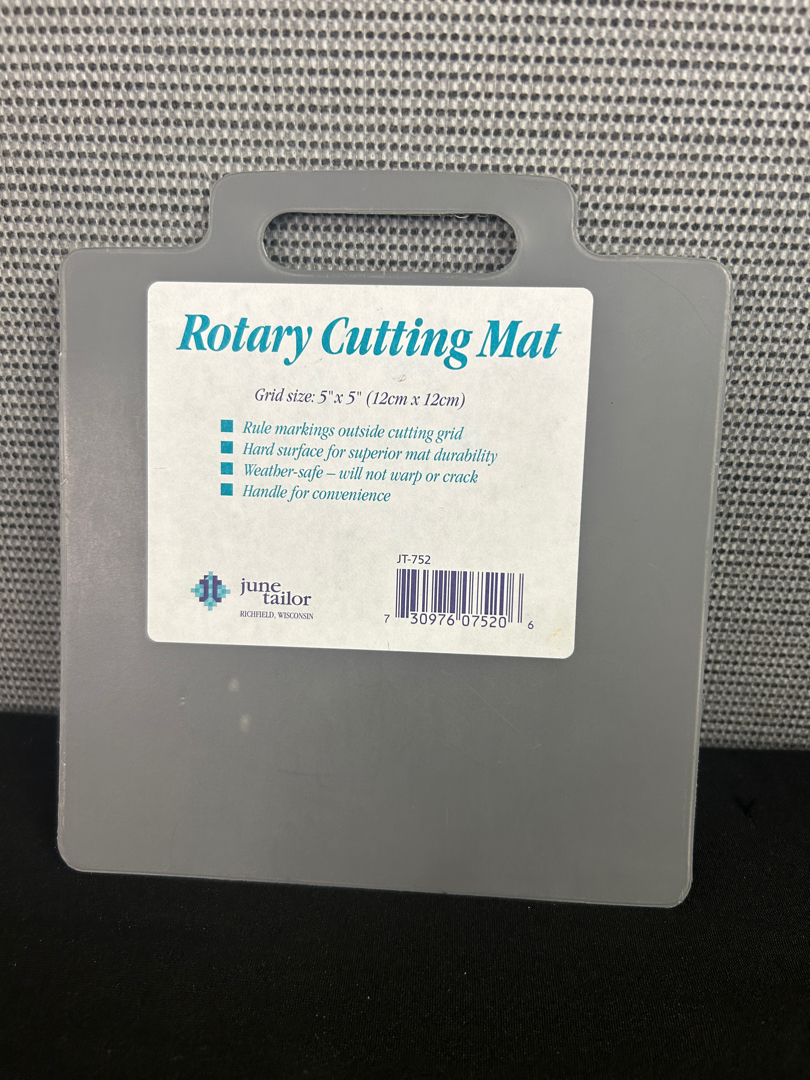 Rotary Cutting Mat
Grid size: 5" x 5" (12cm x 12cm)
Rule markings outside cutting grid
Hard surface for superior mat durability
Weather-safe – will not warp or crack
Handle for convenience
JT-752
june
tailor
RICHFIELD, WISCONSIN
7 30976 07520 6